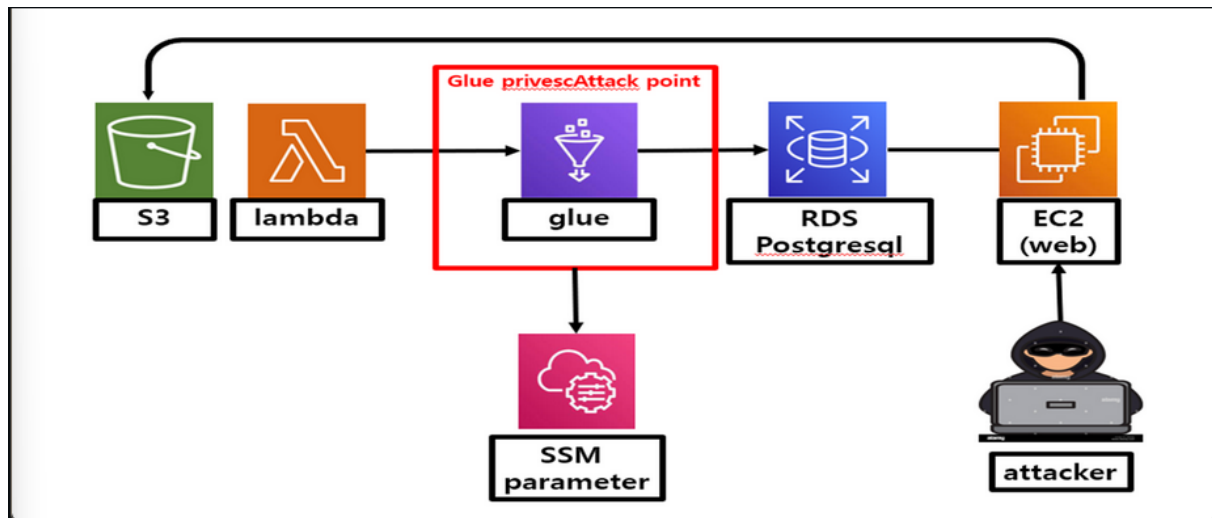 Glue privescAttack point
S3
lambda
glue
RDS
Postgresql
EC2
(web)
SSM
parameter
attacker